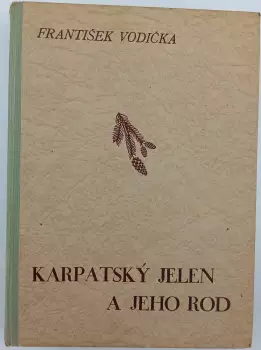 FRANTIŠEK VODIČKA
KARPATSKÝ JELEN
A JEHO ROD